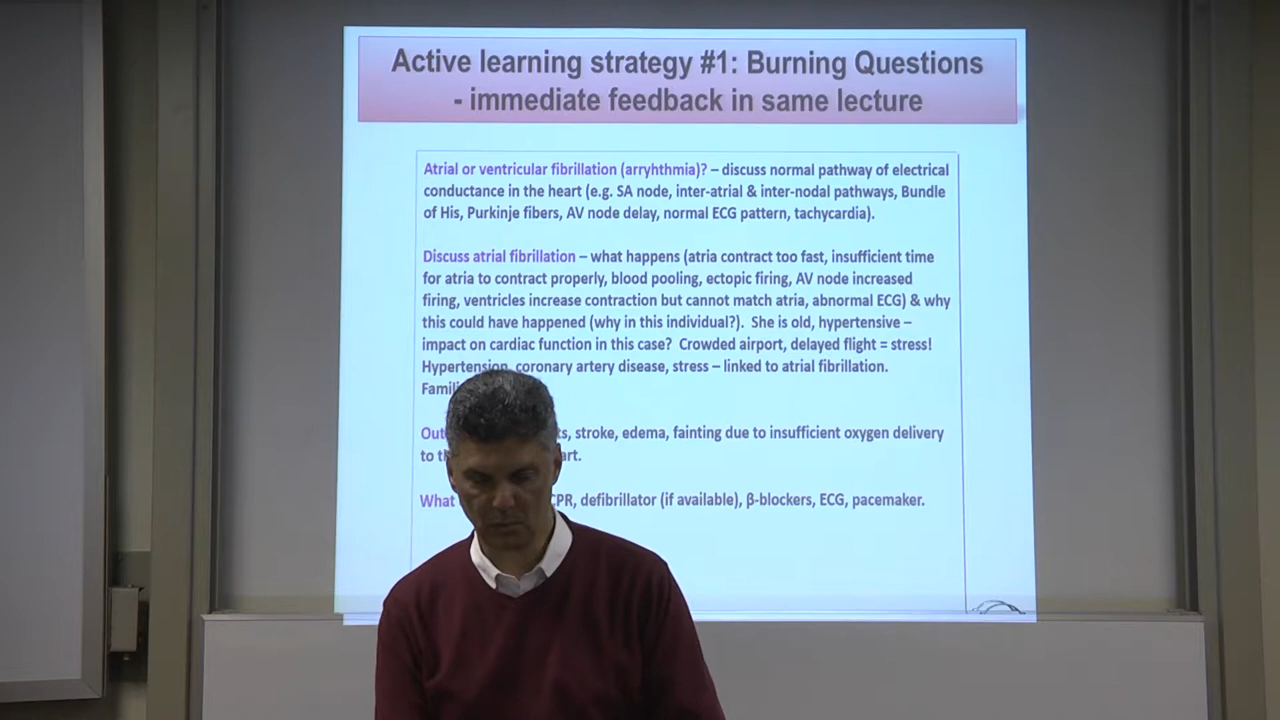 Active learning strategy #1: Burning Questions
- immediate feedback in same lecture
Atrial or ventricular fibrillation (arryhthmia)? – discuss normal pathway of electrical
conductance in the heart (e.g. SA node, inter-atrial & inter-nodal pathways, Bundle
of His, Purkinje fibers, AV node delay, normal ECG pattern, tachycardia).
Discuss atrial fibrillation – what happens (atria contract too fast, insufficient time
for atria to contract properly, blood pooling, ectopic firing, AV node increased
firing, ventricles increase contraction but cannot match atria, abnormal ECG) & why
this could have happened (why in this individual?). She is old, hypertensive –
impact on cardiac function in this case? Crowded airport, delayed flight = stress!
Hypertension, coronary artery disease, stress – linked to atrial fibrillation.
stroke, edema, fainting due to insufficient oxygen delivery
to
What CPR, defibrillator (if available), β-blockers, ECG, pacemaker.